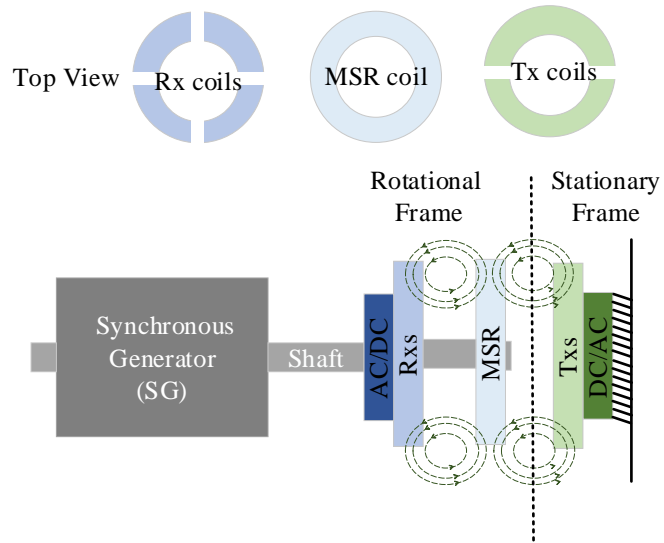 Top View
Rx coils
MSR coil
Tx coils
Rotational
Frame
Stationary
Frame
Synchronous
Generator
(SG)
Shaft
AC/DC
Rxs
MSR
Txs
DC/AC